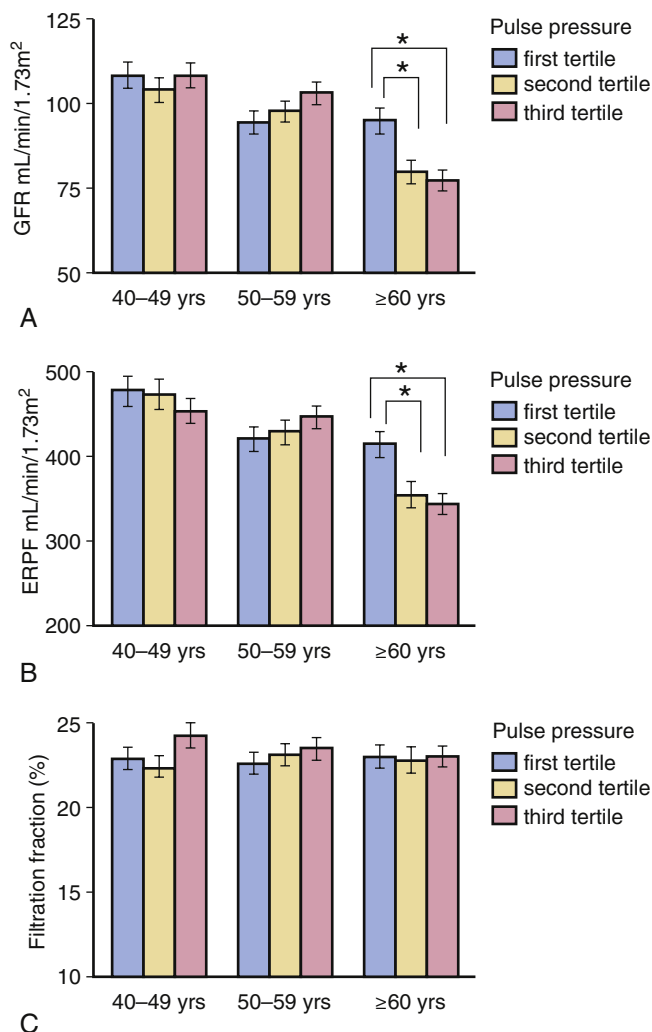 GFR mL/min/1.73m²
125
100
75
50
40–49 yrs 50–59 yrs ≥60 yrs
*
*
Pulse pressure
first tertile
second tertile
third tertile
A
ERPF mL/min/1.73m²
500
400
300
200
40–49 yrs 50–59 yrs ≥60 yrs
*
*
Pulse pressure
first tertile
second tertile
third tertile
B
Filtration fraction (%)
25
20
15
10
40–49 yrs 50–59 yrs ≥60 yrs
Pulse pressure
first tertile
second tertile
third tertile
C